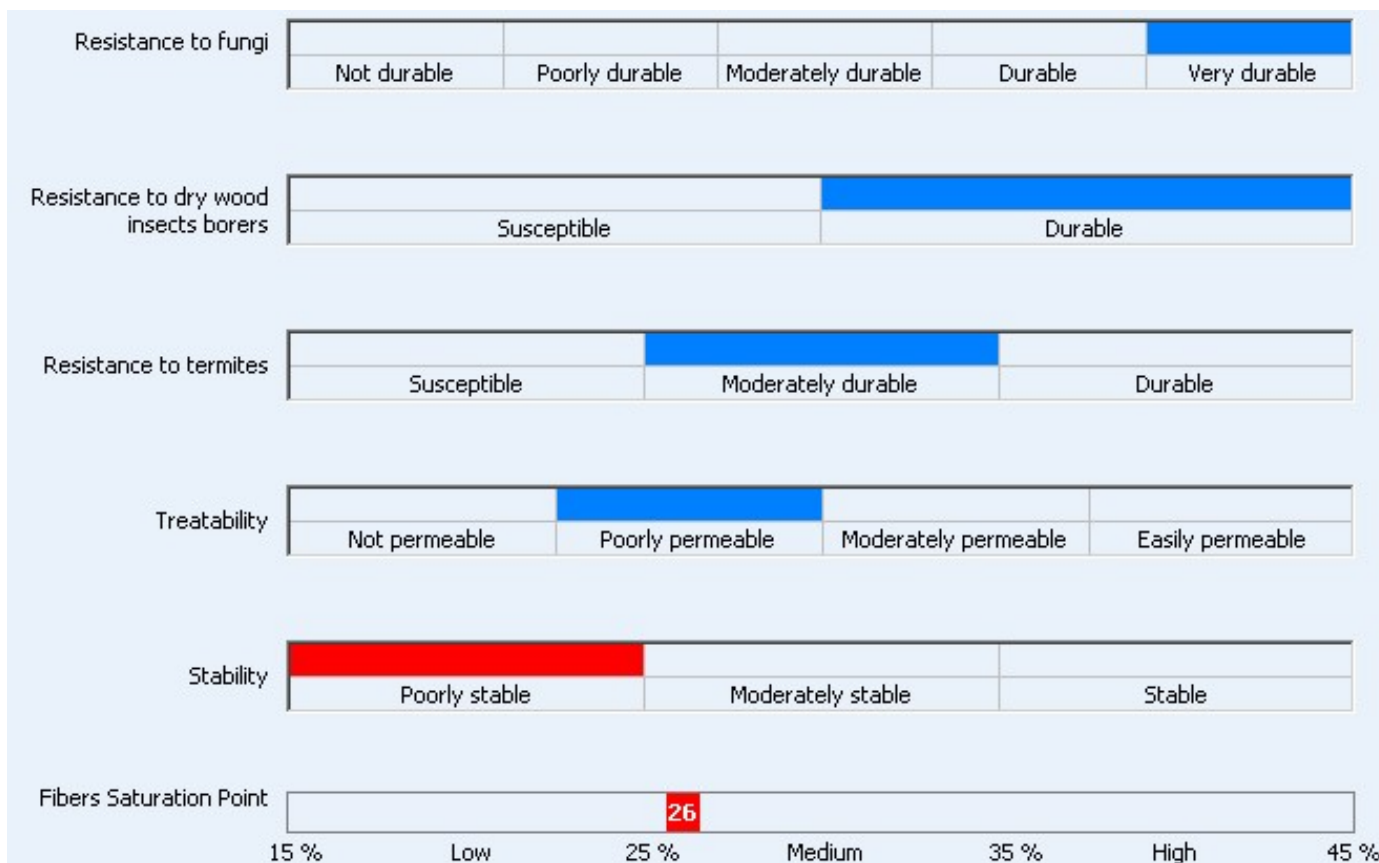 Resistance to fungi
Not durable Poorly durable Moderately durable Durable Very durable
Resistance to dry wood
insects borers
Susceptible Durable
Resistance to termites
Susceptible Moderately durable Durable
Treatability
Not permeable Poorly permeable Moderately permeable Easily permeable
Stability
Poorly stable Moderately stable Stable
Fibers Saturation Point
26
15 % Low 25 % Medium 35 % High 45 %